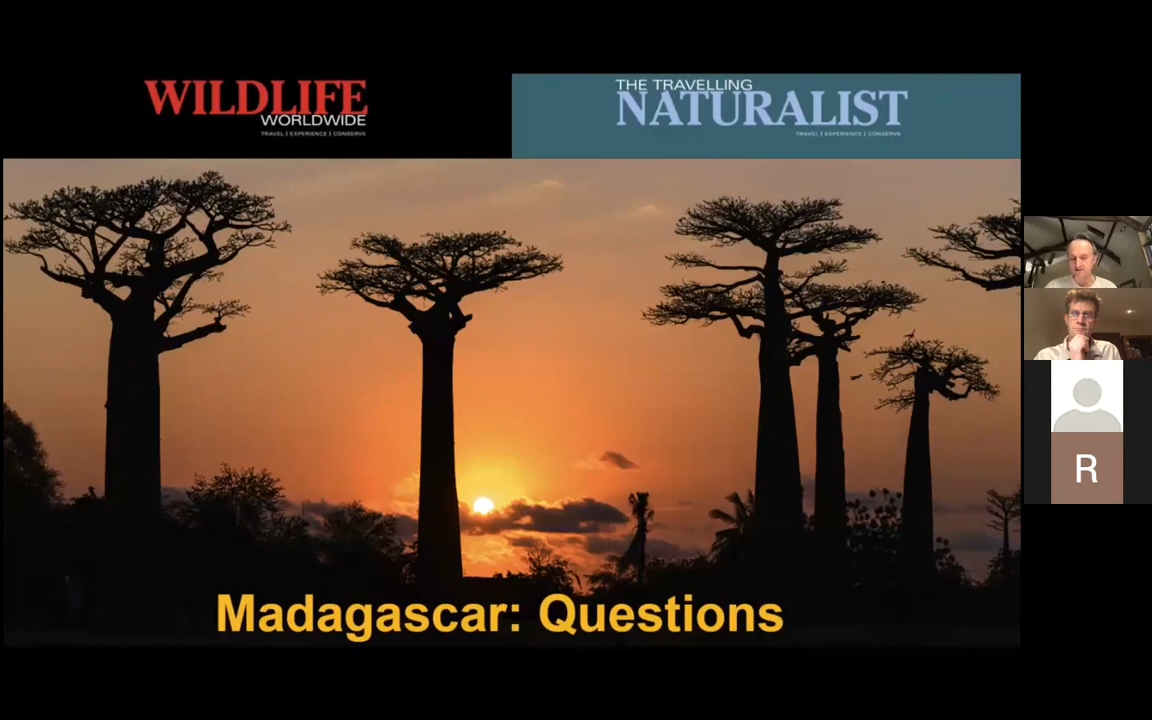 WILDLIFE
WORLDWIDE
TRAVEL | EXPERIENCE | CONSERVE
THE TRAVELLING
NATURALIST
TRAVEL | EXPERIENCE | CONSERVE
R
Madagascar: Questions